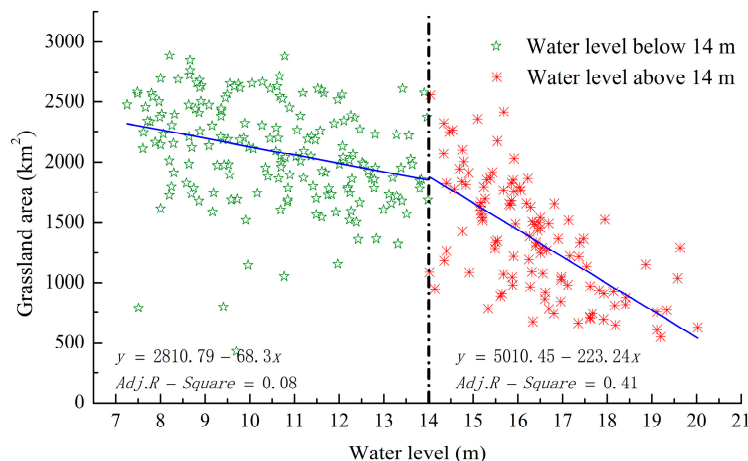 3000
2500
2000
1500
1000
500
0
Grassland area (km²)
Water level below 14 m
Water level above 14 m
y = 2810.79－68.3x
Adj.R－Square = 0.08
y = 5010.45－223.24x
Adj.R－Square = 0.41
7 8 9 10 11 12 13 14 15 16 17 18 19 20 21
Water level (m)